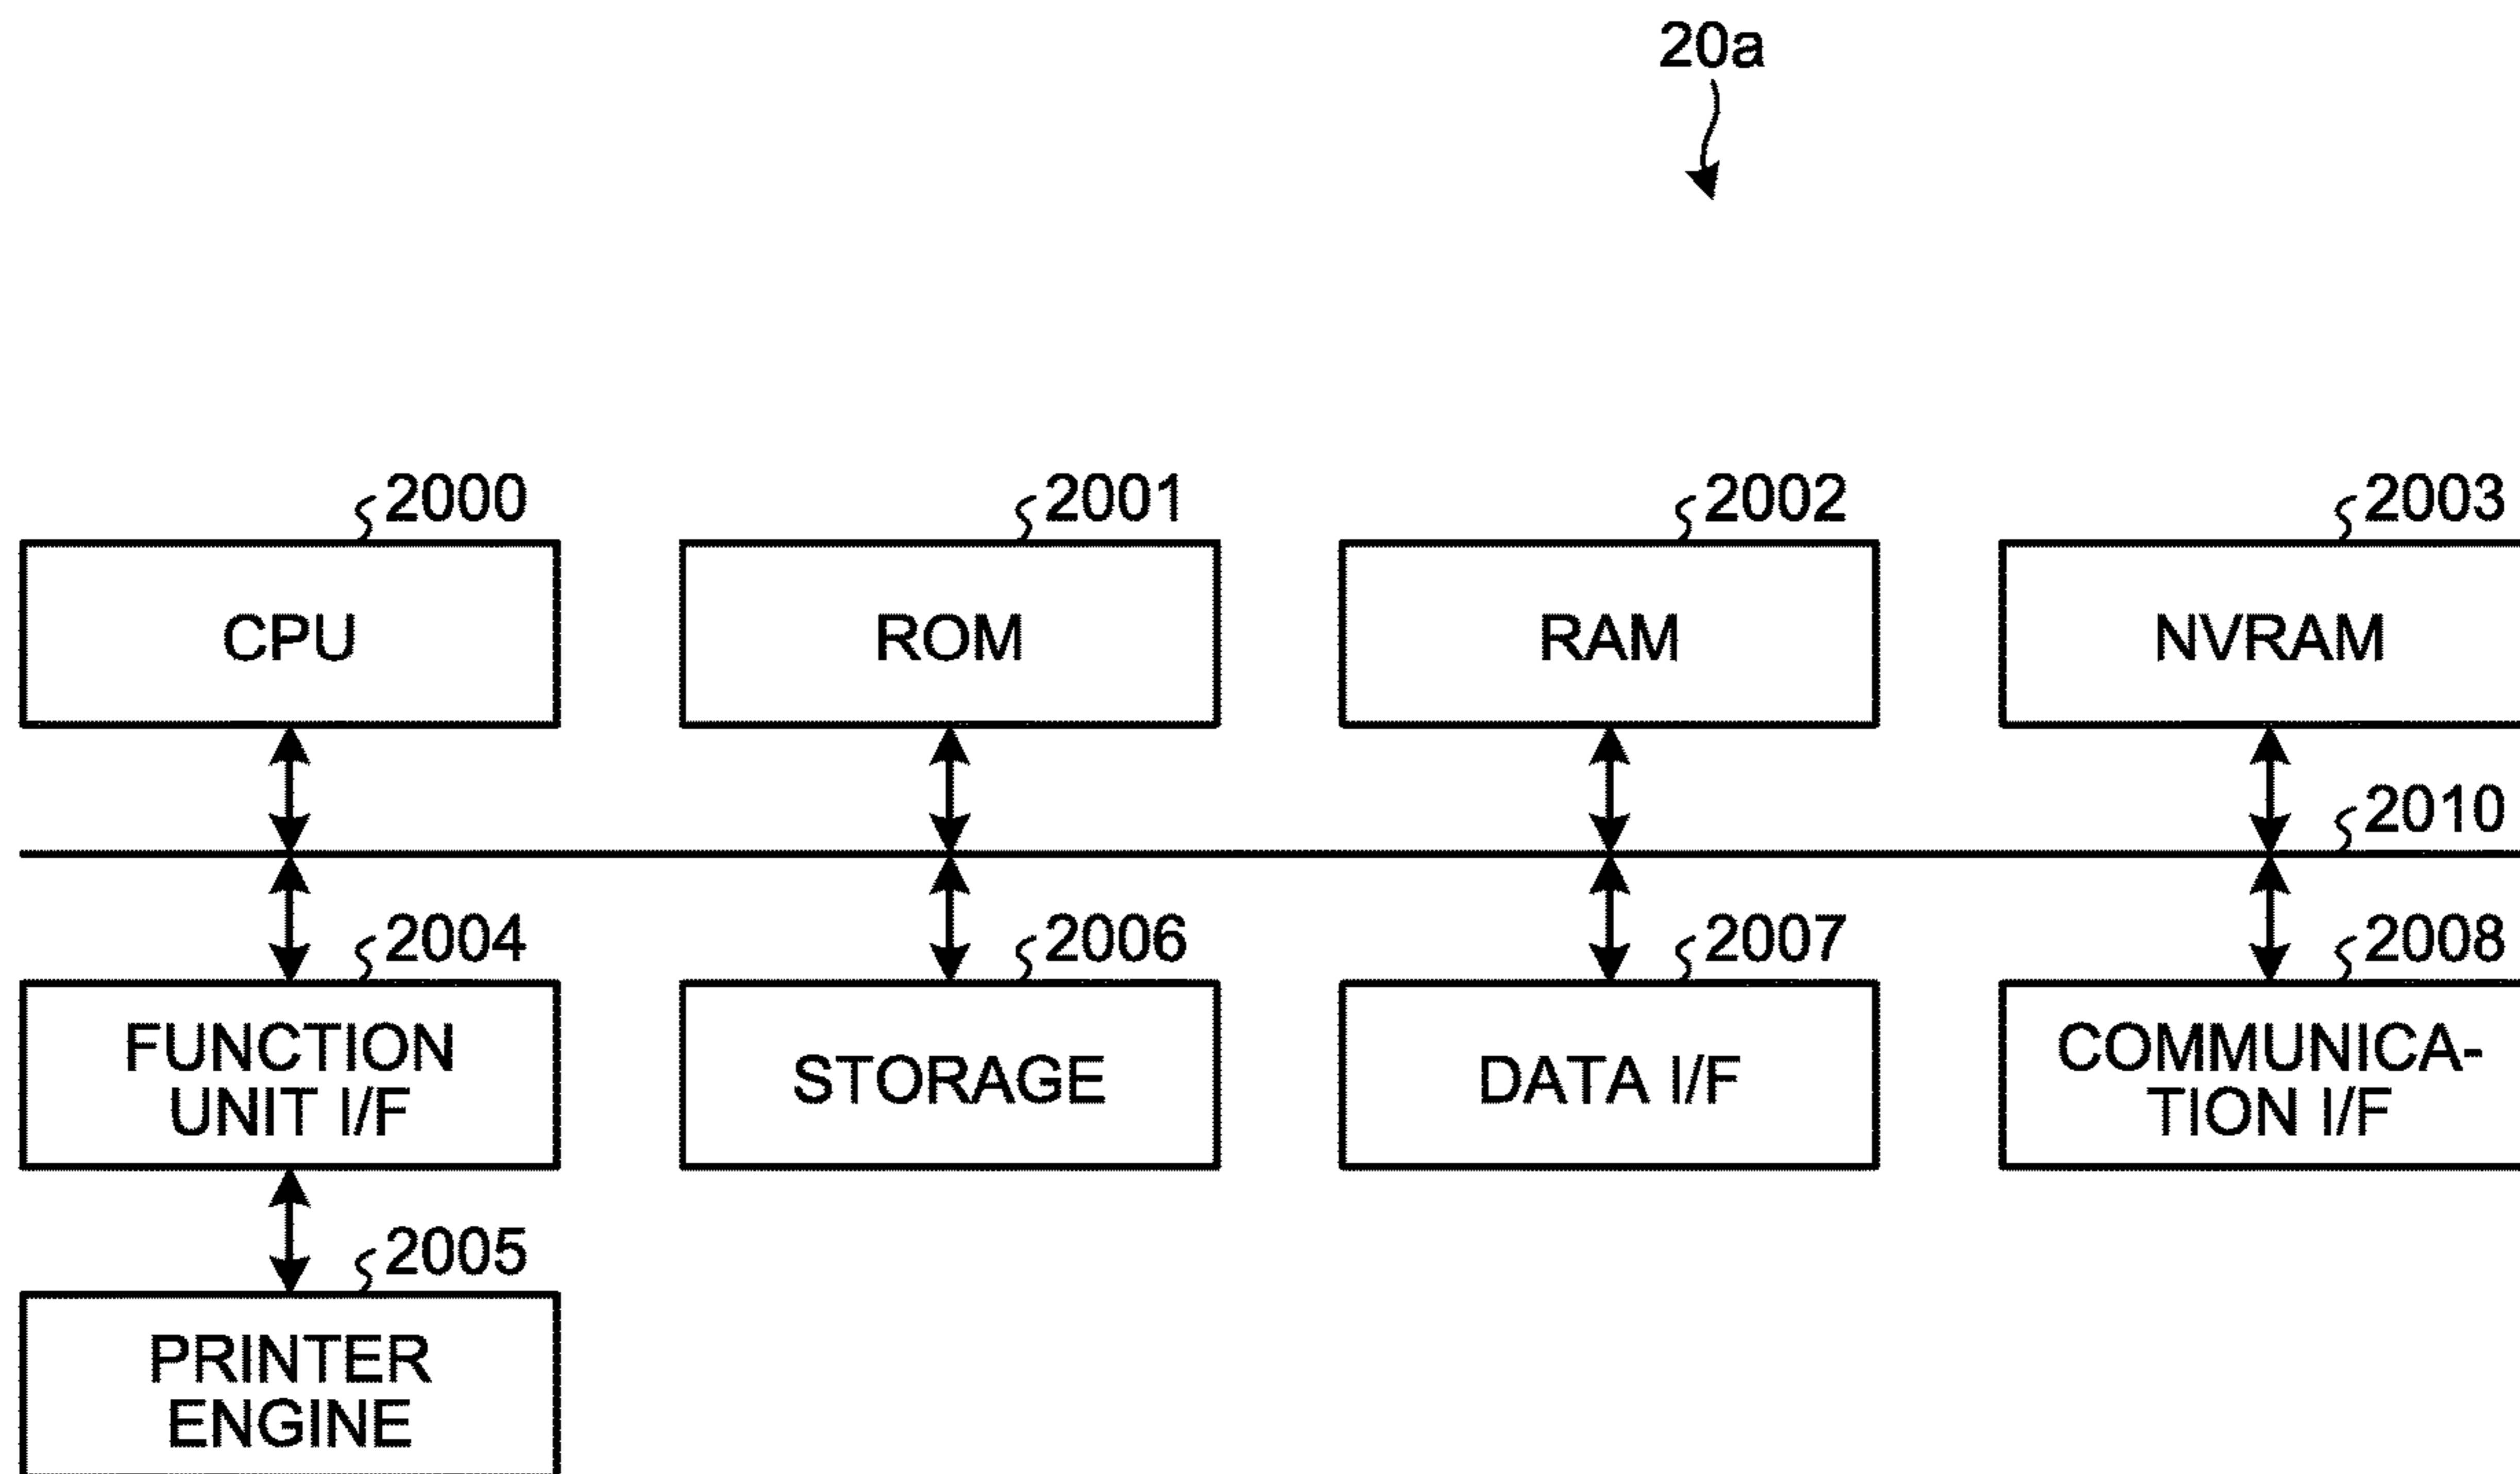 20a
2000
2001
2002
2003
CPU
ROM
RAM
NVRAM
2010
2004
2006
2007
2008
FUNCTION
UNIT I/F
STORAGE
DATA I/F
COMMUNICA-
TION I/F
2005
PRINTER
ENGINE